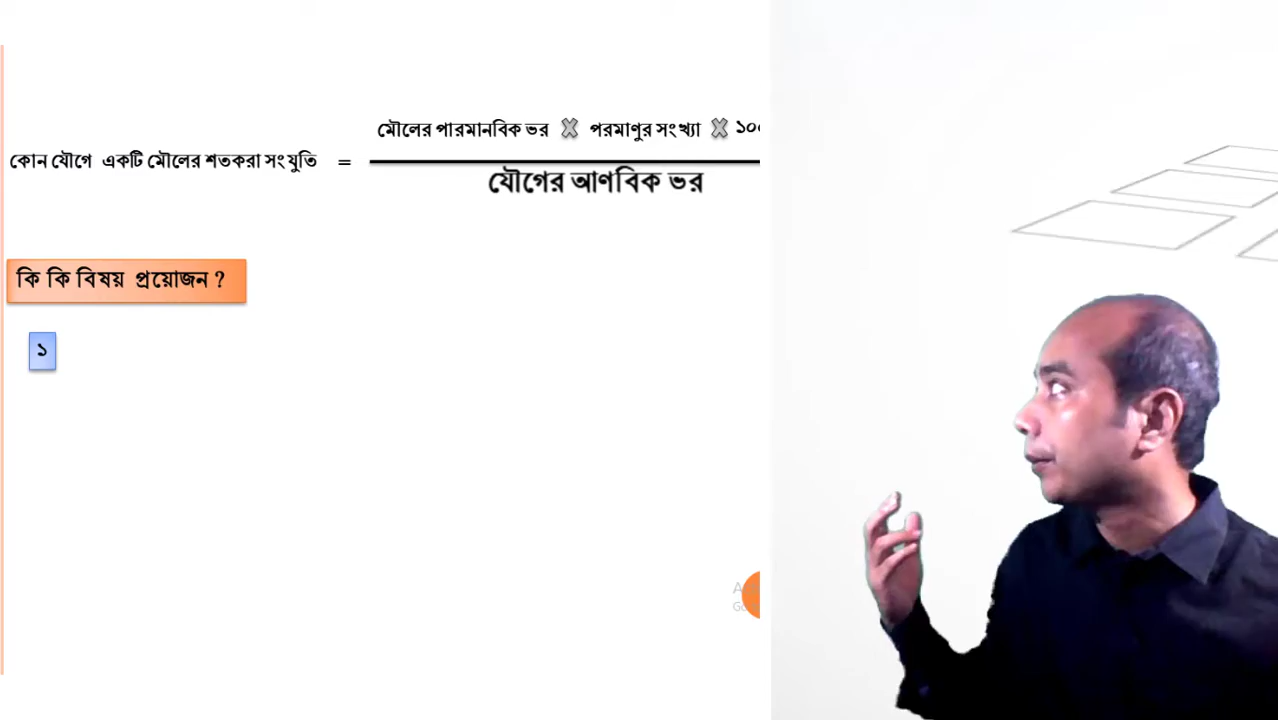 মৌলের পারমানবিক ভর ✖ পরমাণুর সংখ্যা ✖
কোন যৌগে একটি মৌলের শতকরা সংযুতি =
যৌগের আণবিক ভর
কি কি বিষয় প্রয়োজন ?
১